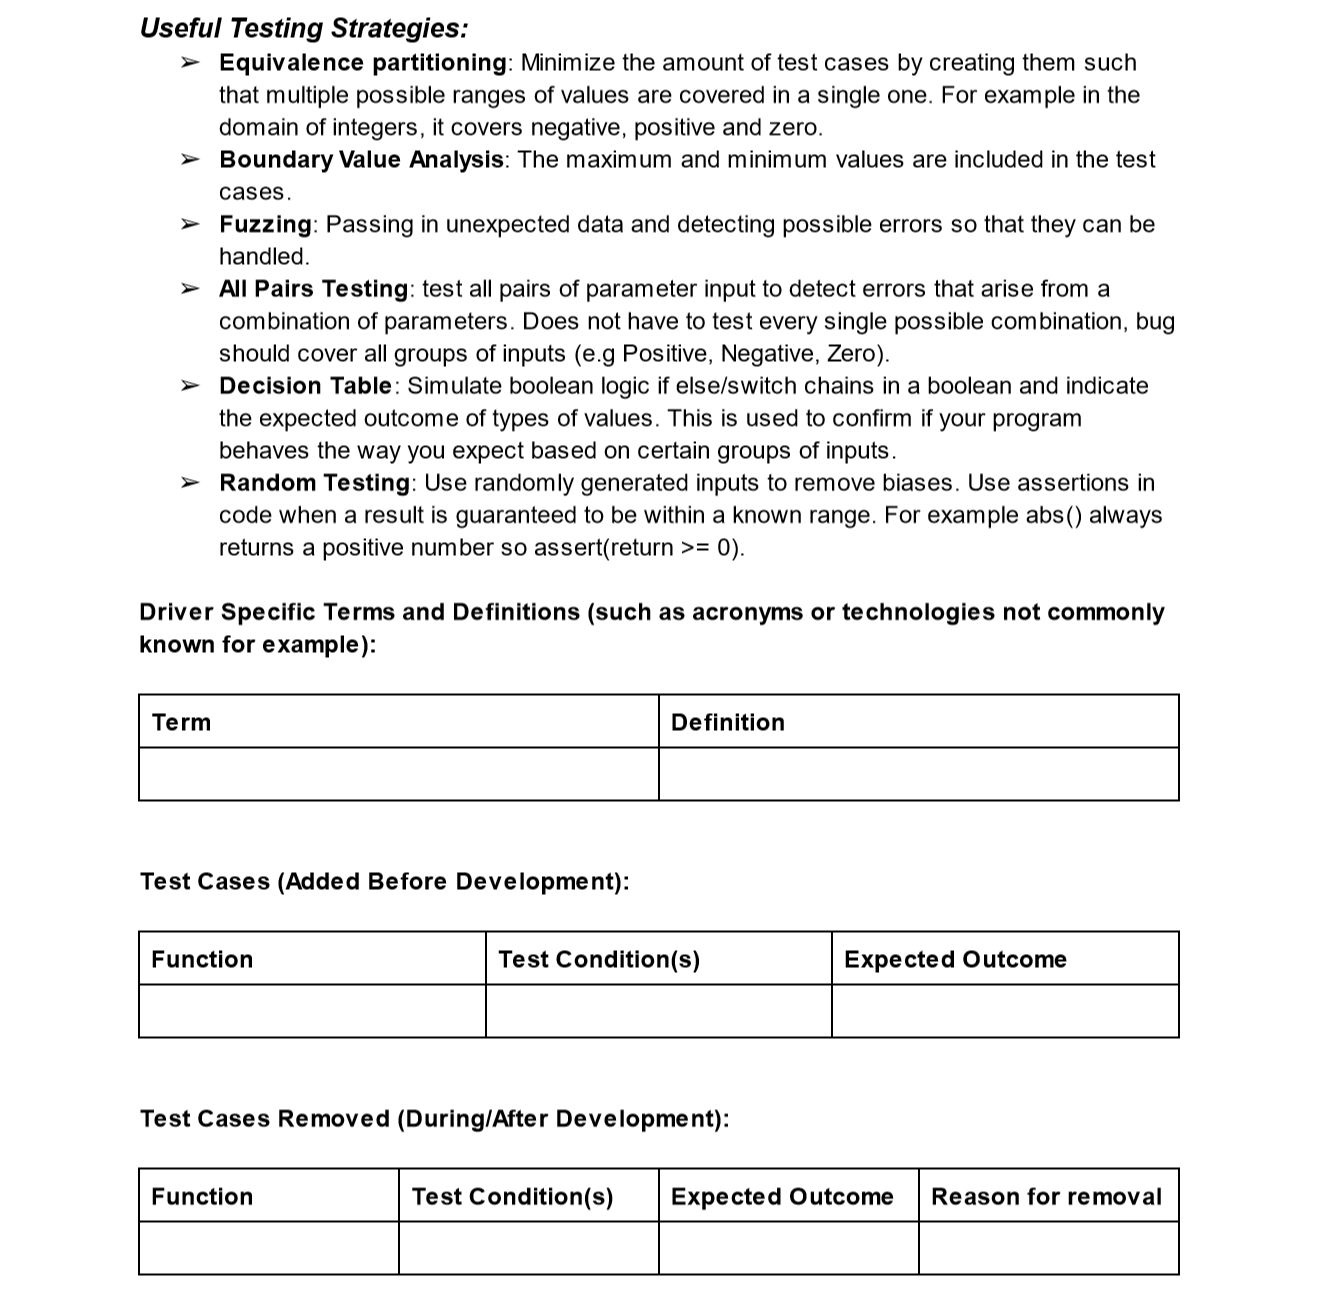 Useful Testing Strategies:
➢ Equivalence partitioning: Minimize the amount of test cases by creating them such
that multiple possible ranges of values are covered in a single one. For example in the
domain of integers, it covers negative, positive and zero.
➢ Boundary Value Analysis: The maximum and minimum values are included in the test
cases.
➢ Fuzzing: Passing in unexpected data and detecting possible errors so that they can be
handled.
➢ All Pairs Testing: test all pairs of parameter input to detect errors that arise from a
combination of parameters. Does not have to test every single possible combination, bug
should cover all groups of inputs (e.g Positive, Negative, Zero).
➢ Decision Table: Simulate boolean logic if else/switch chains in a boolean and indicate
the expected outcome of types of values. This is used to confirm if your program
behaves the way you expect based on certain groups of inputs.
➢ Random Testing: Use randomly generated inputs to remove biases. Use assertions in
code when a result is guaranteed to be within a known range. For example abs() always
returns a positive number so assert(return >= 0).
Driver Specific Terms and Definitions (such as acronyms or technologies not commonly
known for example):
Term Definition
Test Cases (Added Before Development):
Function Test Condition(s) Expected Outcome
Test Cases Removed (During/After Development):
Function Test Condition(s) Expected Outcome Reason for removal